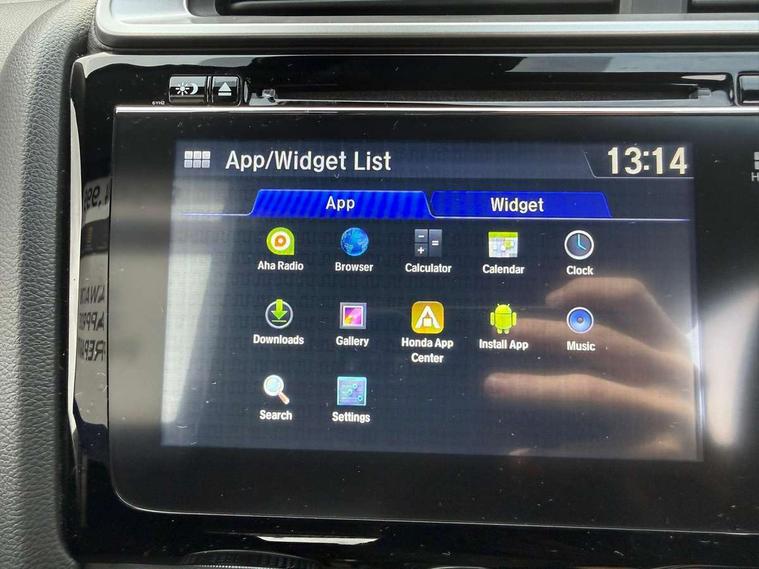 App/Widget List
13:14
App
Widget
Aha Radio
Browser
Calculator
Calendar
Clock
Downloads
Gallery
Honda App
Center
Install App
Music
Search
Settings